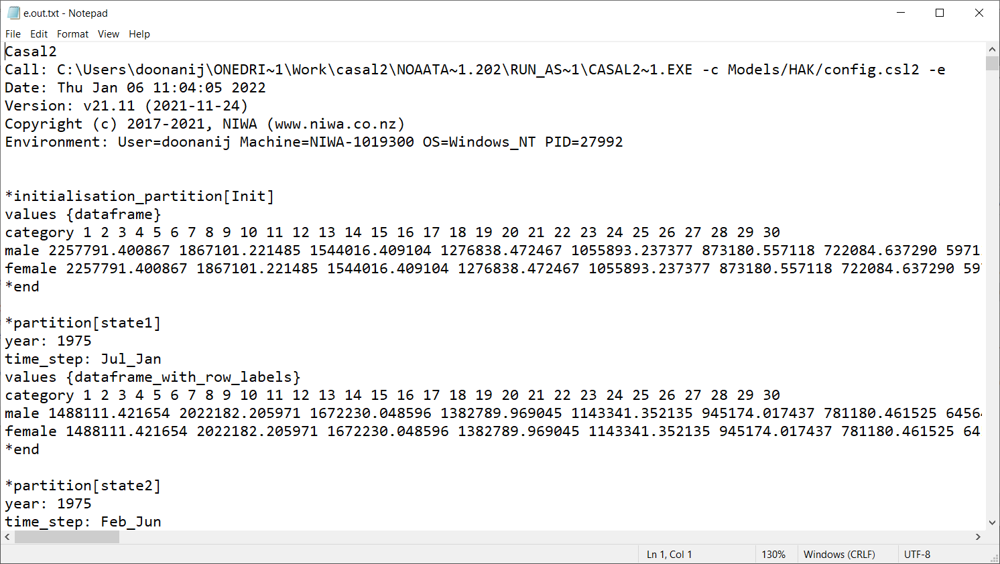 e.out.txt - Notepad
File Edit Format View Help
Casal2
Call: C:\Users\doonanij\ONEDRI~1\Work\casal2\NOAATA~1.202\RUN_AS~1\CASAL2~1.EXE -c Models/HAK/config.csl2 -e
Date: Thu Jan 06 11:04:05 2022
Version: v21.11 (2021-11-24)
Copyright (c) 2017-2021, NIWA (www.niwa.co.nz)
Environment: User=doonanij Machine=NIWA-1019300 OS=Windows_NT PID=27992
*initialisation_partition[Init]
values {dataframe}
category 1 2 3 4 5 6 7 8 9 10 11 12 13 14 15 16 17 18 19 20 21 22 23 24 25 26 27 28 29 30
male 2257791.400867 1867101.221485 1544016.409104 1276838.472467 1055893.237377 873180.557118 722084.637290 5971
female 2257791.400867 1867101.221485 1544016.409104 1276838.472467 1055893.237377 873180.557118 722084.637290 59
*end
*partition[state1]
year: 1975
time_step: Jul_Jan
values {dataframe_with_row_labels}
category 1 2 3 4 5 6 7 8 9 10 11 12 13 14 15 16 17 18 19 20 21 22 23 24 25 26 27 28 29 30
male 1488111.421654 2022182.205971 1672230.048596 1382789.969045 1143341.352135 945174.017437 781180.461525 6456
female 1488111.421654 2022182.205971 1672230.048596 1382789.969045 1143341.352135 945174.017437 781180.461525 64
*end
*partition[state2]
year: 1975
time_step: Feb_Jun
Ln 1, Col 1 130% Windows (CRLF) UTF-8